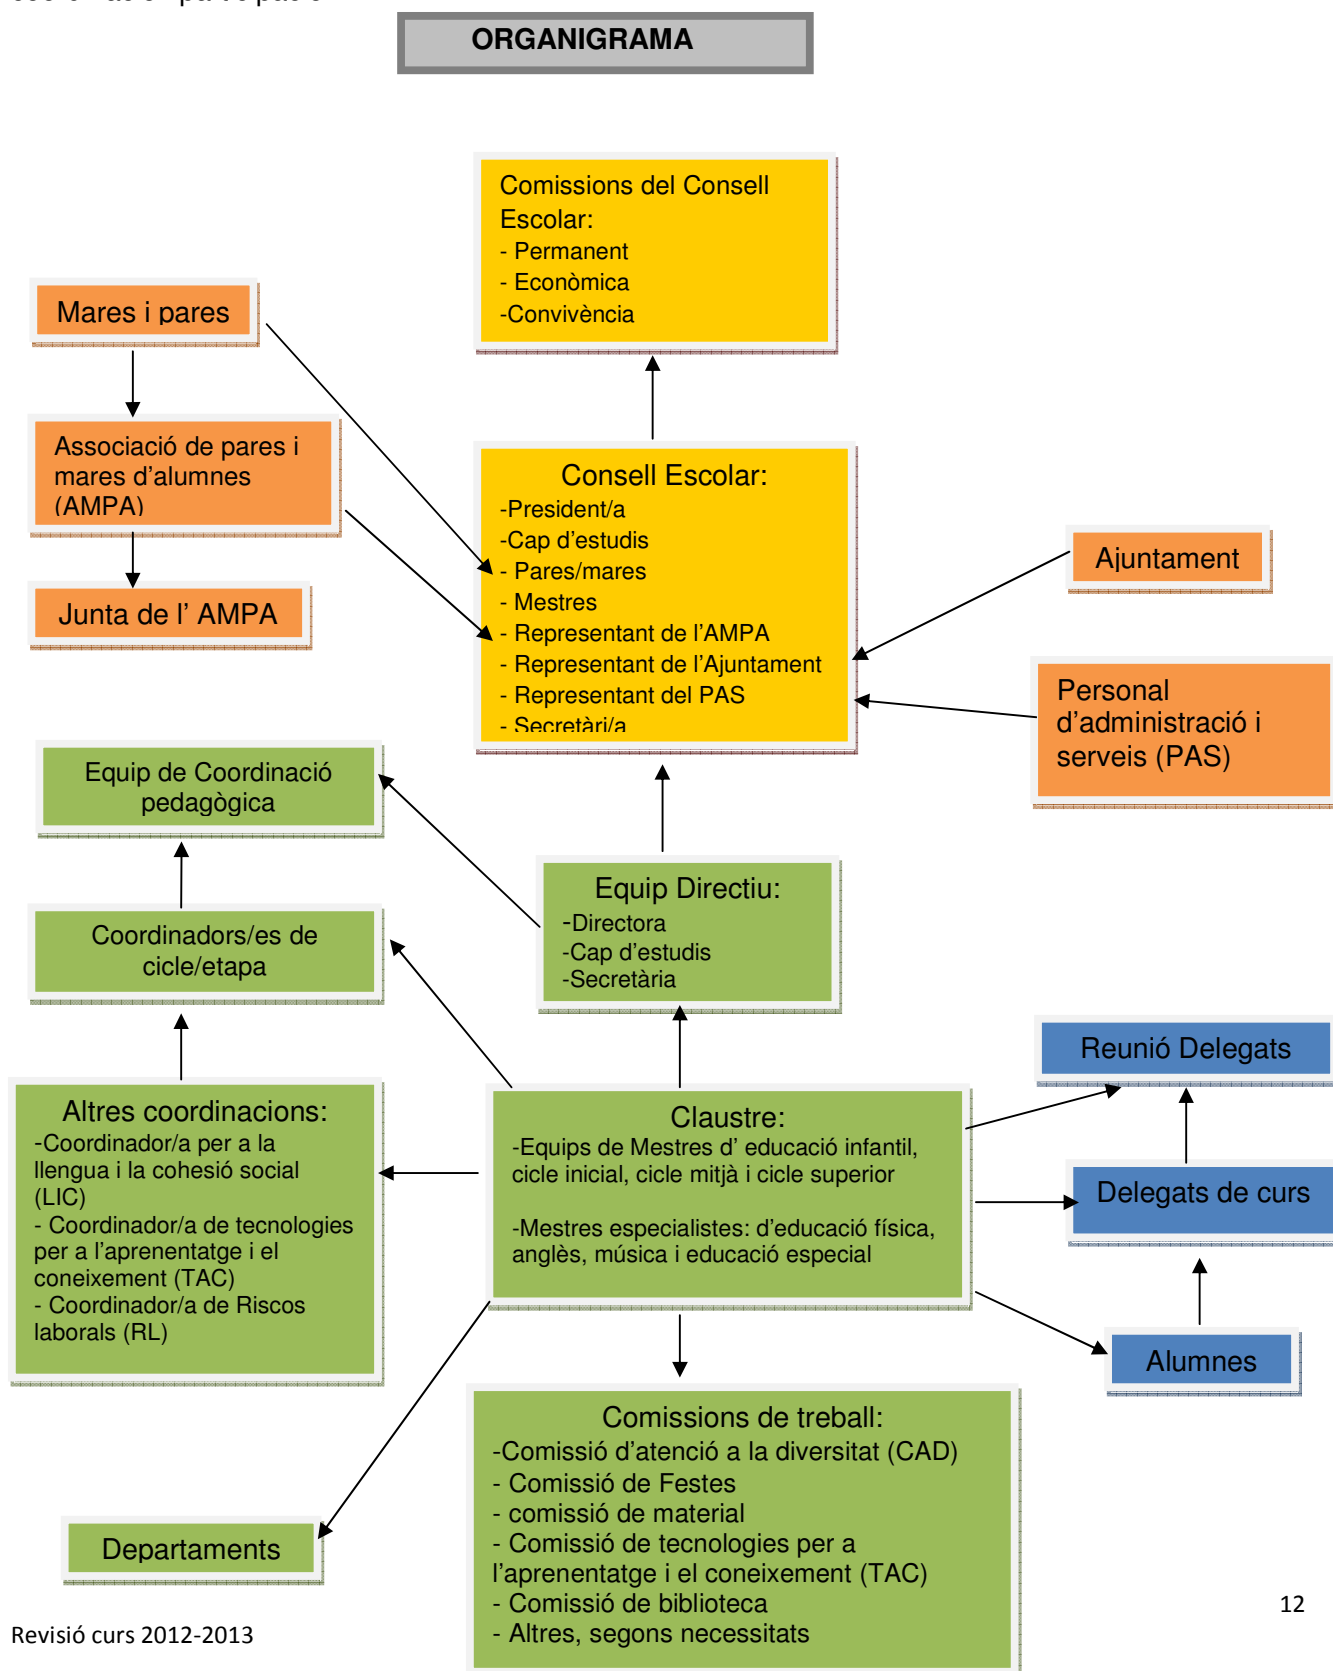 ORGANIGRAMA
Comissions del Consell
Escolar:
- Permanent
- Econòmica
-Convivència
Mares i pares
Associació de pares i
mares d’alumnes
(AMPA)
Junta de l’ AMPA
Consell Escolar:
-President/a
-Cap d’estudis
- Pares/mares
- Mestres
- Representant de l’AMPA
- Representant de l’Ajuntament
- Representant del PAS
- Secretàri/a
Ajuntament
Personal
d’administració i
serveis (PAS)
Equip de Coordinació
pedagògica
Equip Directiu:
-Directora
-Cap d’estudis
-Secretària
Coordinadors/es de
cicle/etapa
Reunió Delegats
Altres coordinacions:
-Coordinador/a per a la
llengua i la cohesió social
(LIC)
- Coordinador/a de tecnologies
per a l’aprenentatge i el
coneixement (TAC)
- Coordinador/a de Riscos
laborals (RL)
Claustre:
-Equips de Mestres d’ educació infantil,
cicle inicial, cicle mitjà i cicle superior
-Mestres especialistes: d’educació física,
anglès, música i educació especial
Delegats de curs
Alumnes
Comissions de treball:
-Comissió d’atenció a la diversitat (CAD)
- Comissió de Festes
- comissió de material
- Comissió de tecnologies per a
l’aprenentatge i el coneixement (TAC)
- Comissió de biblioteca
- Altres, segons necessitats
Departaments
12
Revisió curs 2012-2013